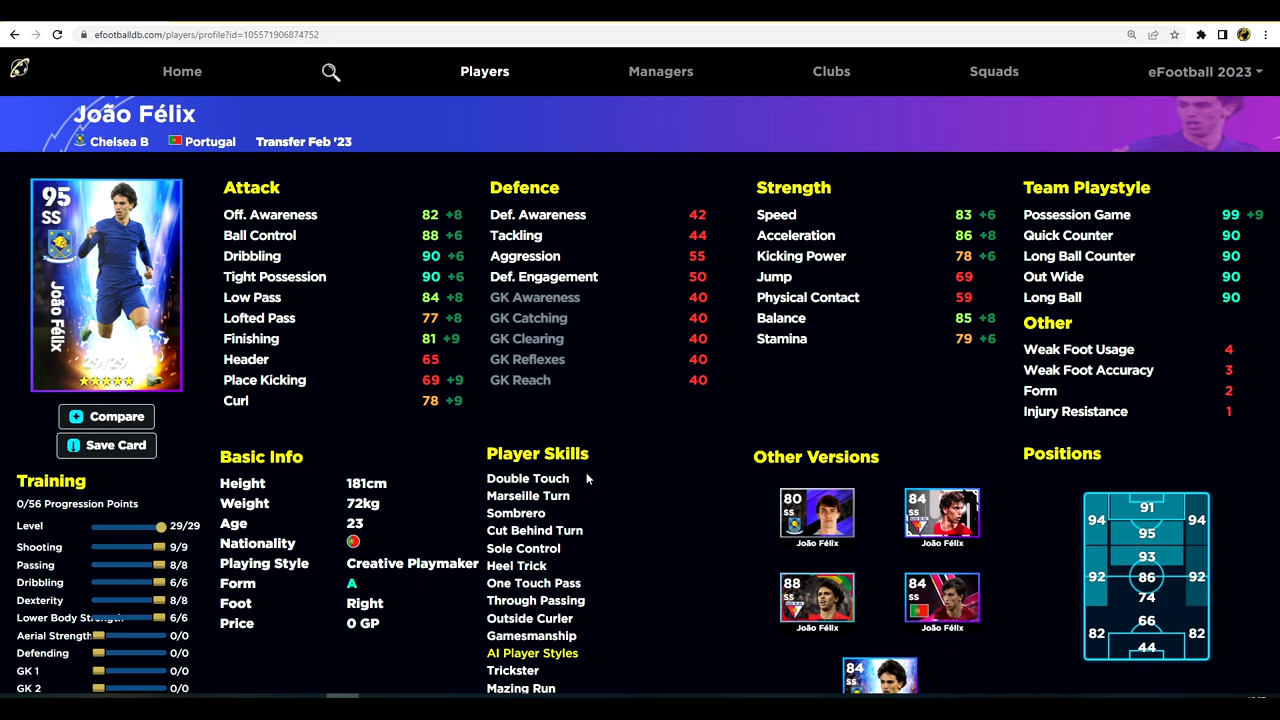 efootballdb.com/players/profile?id=105571906874752
Home Players Managers Clubs Squads eFootball 2023
João Félix
Chelsea B Portugal Transfer Feb '23
95
SS
João Félix
29/29
Compare
Save Card
Training
0/56 Progression Points
Level 29/29
Shooting 9/9
Passing 8/8
Dribbling 6/6
Dexterity 8/8
Lower Body Strength 6/6
Aerial Strength 0/0
Defending 0/0
GK 1 0/0
GK 2 0/0
Attack
Off. Awareness 82 +8
Ball Control 88 +6
Dribbling 90 +6
Tight Possession 90 +6
Low Pass 84 +8
Lofted Pass 77 +8
Finishing 81 +9
Header 65
Place Kicking 69 +9
Curl 78 +9
Defence
Def. Awareness 42
Tackling 44
Aggression 55
Def. Engagement 50
GK Awareness 40
GK Catching 40
GK Clearing 40
GK Reflexes 40
GK Reach 40
Strength
Speed 83 +6
Acceleration 86 +8
Kicking Power 78 +6
Jump 69
Physical Contact 59
Balance 85 +8
Stamina 79 +6
Team Playstyle
Possession Game 99 +9
Quick Counter 90
Long Ball Counter 90
Out Wide 90
Long Ball 90
Other
Weak Foot Usage 4
Weak Foot Accuracy 3
Form 2
Injury Resistance 1
Basic Info
Height 181cm
Weight 72kg
Age 23
Nationality
Playing Style Creative Playmaker
Form A
Foot Right
Price 0 GP
Player Skills
Double Touch
Marseille Turn
Sombrero
Cut Behind Turn
Sole Control
Heel Trick
One Touch Pass
Through Passing
Outside Curler
Gamesmanship
AI Player Styles
Trickster
Mazing Run
Other Versions
80
SS
João Félix
84
SS
João Félix
88
SS
João Félix
84
SS
João Félix
84
SS
Positions
91
94 95 94
93
92 86 92
74
66
82 82
44